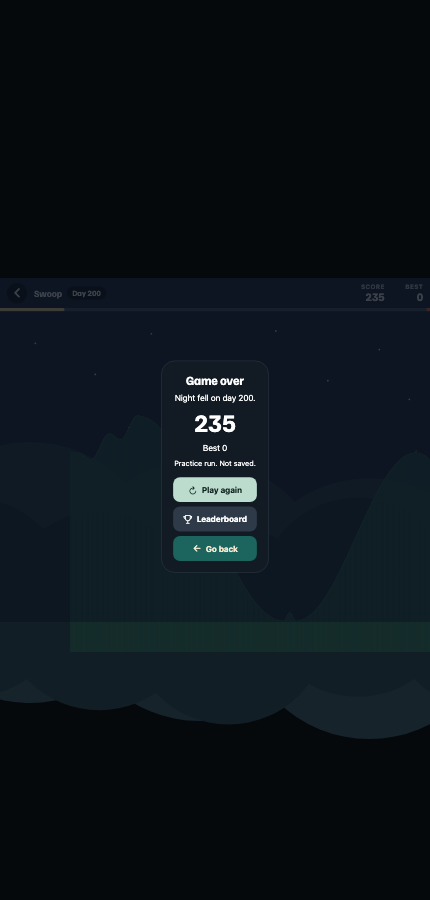 Swoop Day 200
SCORE
235
BEST
0
Game over
Night fell on day 200.
235
Best 0
Practice run. Not saved.
Play again
Leaderboard
Go back